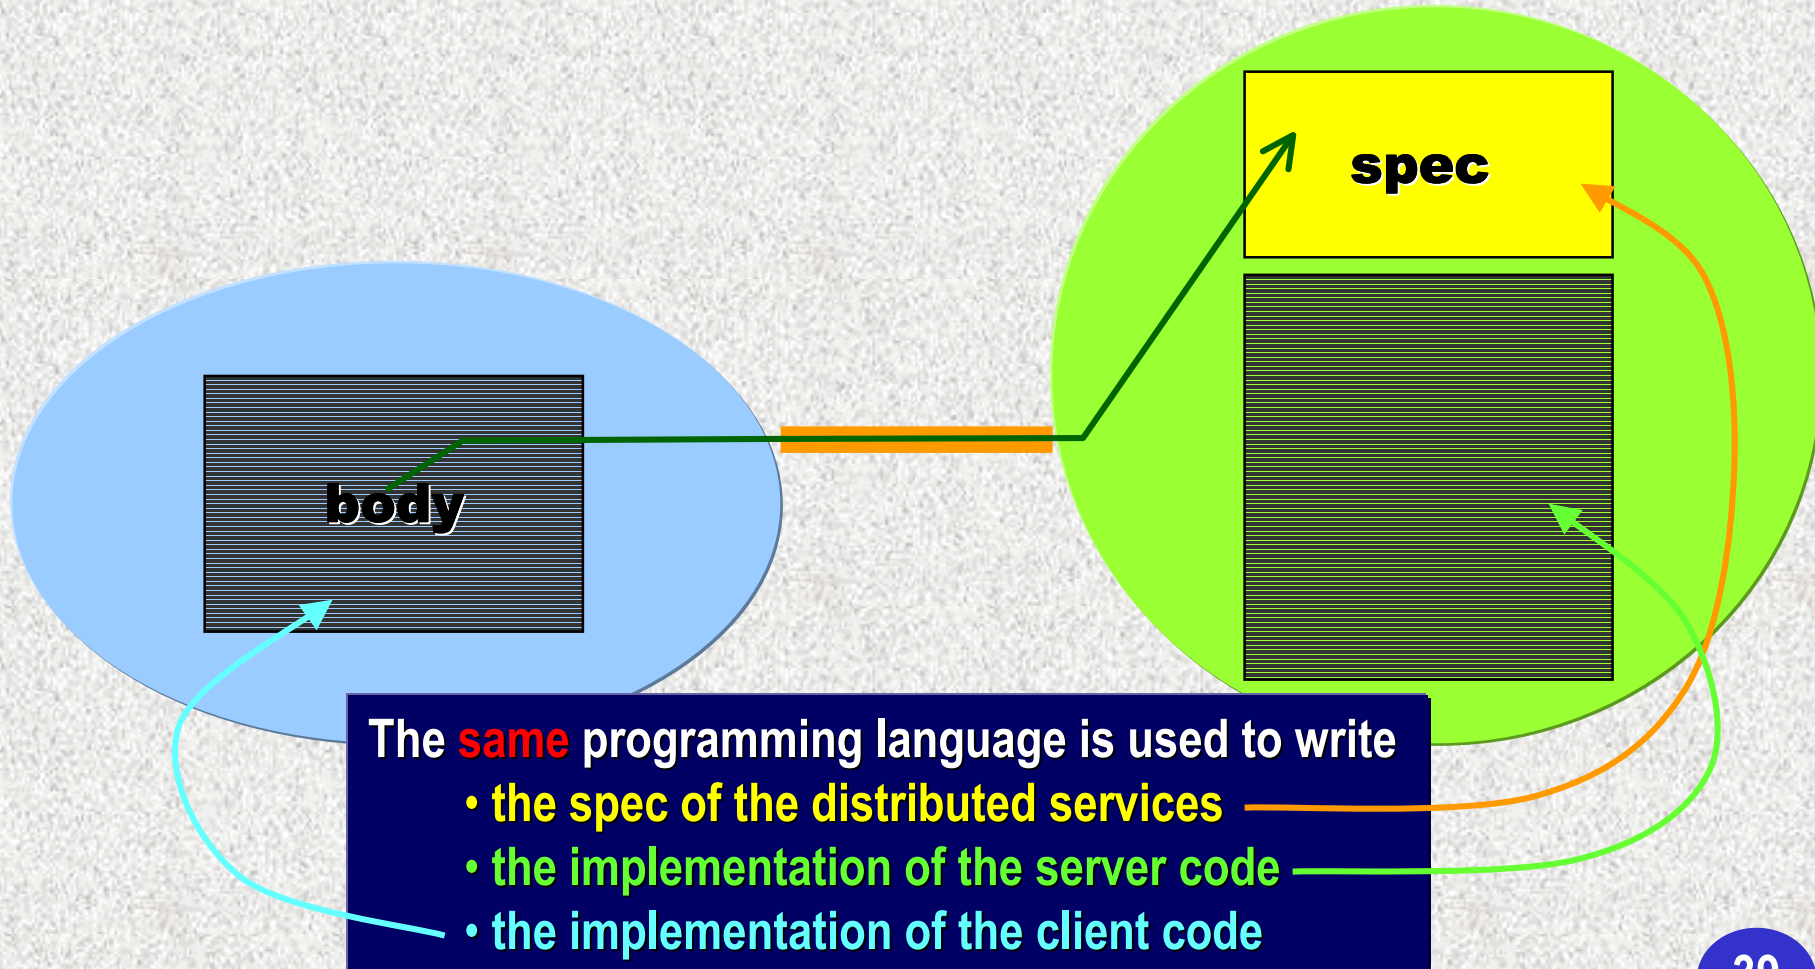 spec
body
The same programming language is used to write
• the spec of the distributed services
• the implementation of the server code
• the implementation of the client code